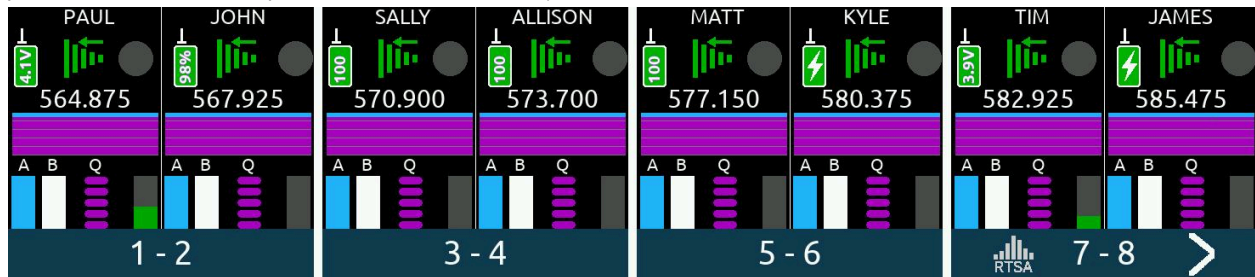 PAUL JOHN SALLY ALLISON MATT KYLE TIM JAMES
4.1V 98% 100 100 100 3.9V
564.875 567.925 570.900 573.700 577.150 580.375 582.925 585.475
A B Q A B Q A B Q A B Q A B Q A B Q A B Q A B Q
1 - 2 3 - 4 5 - 6 RTSA 7 - 8